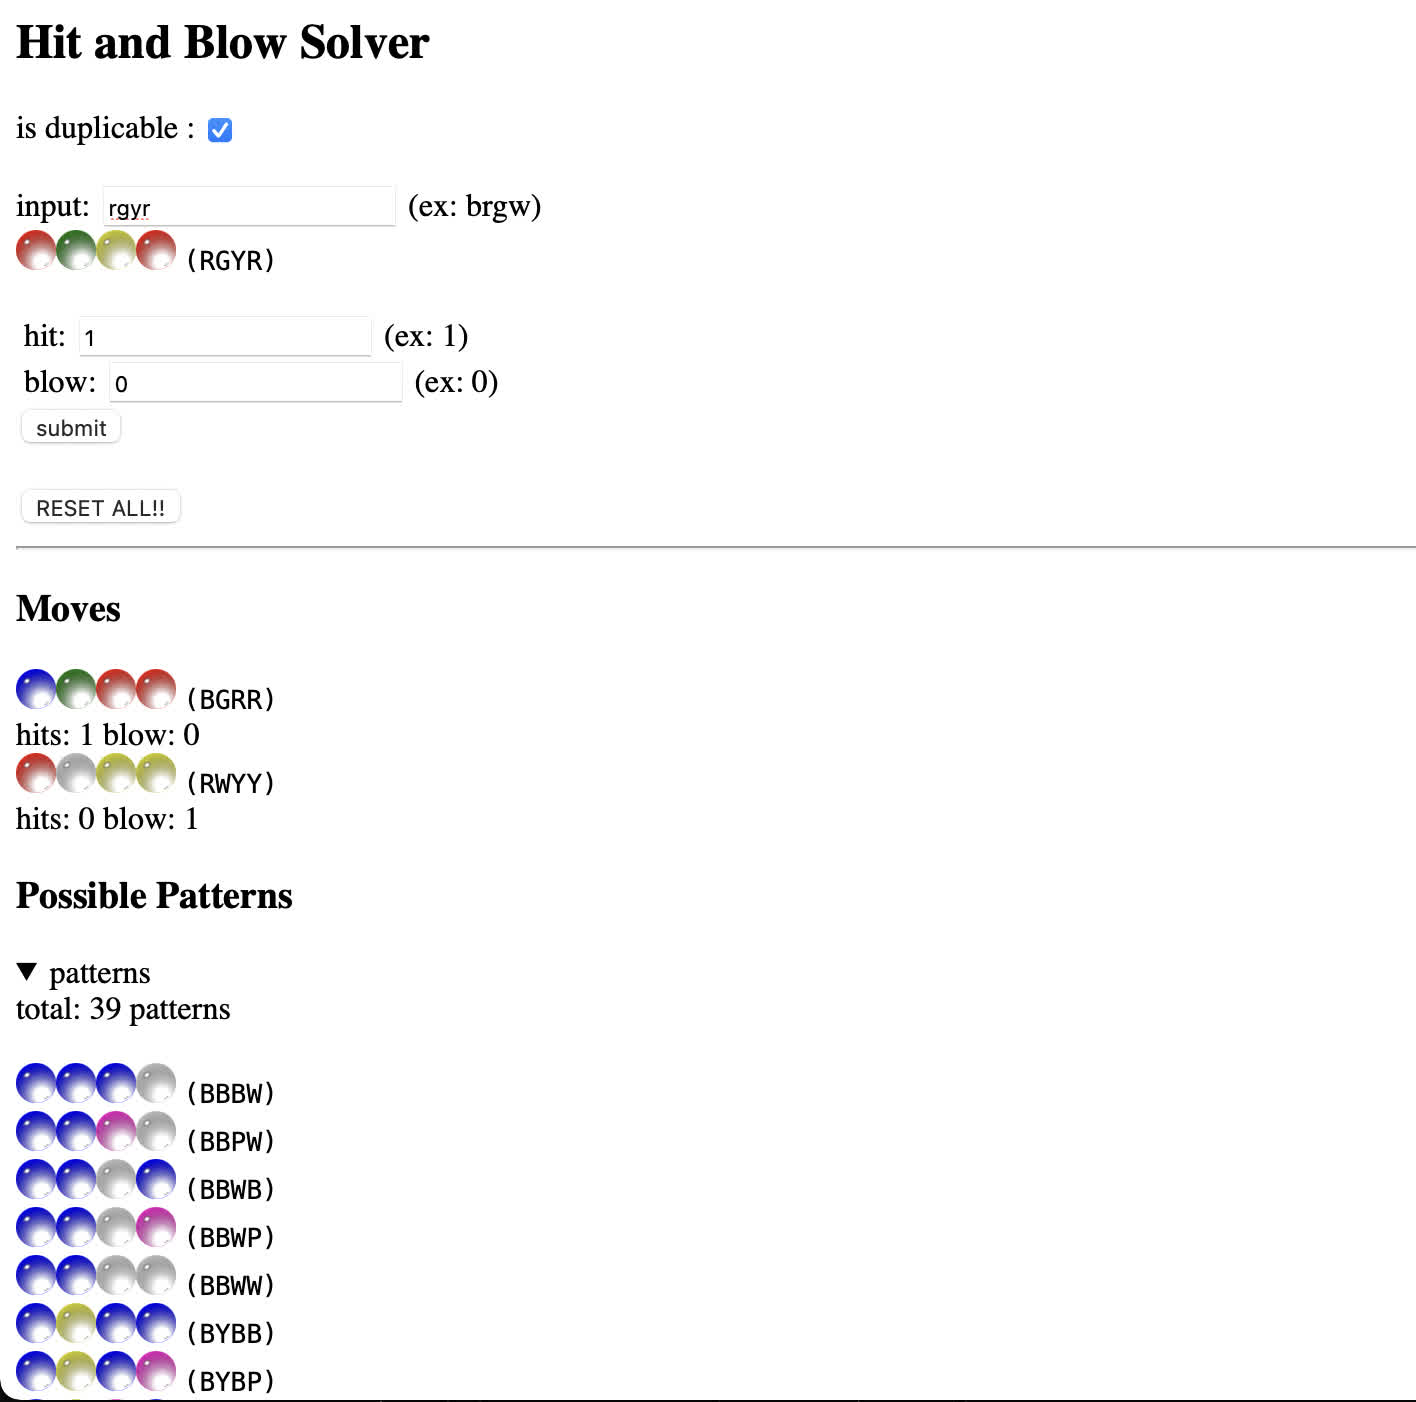 Hit and Blow Solver
is duplicable :
input: rgyr (ex: brgw)
(RGYR)
hit: 1 (ex: 1)
blow: 0 (ex: 0)
submit
RESET ALL!!
Moves
(BGRR)
hits: 1 blow: 0
(RWYY)
hits: 0 blow: 1
Possible Patterns
▼ patterns
total: 39 patterns
(BBBW)
(BBPW)
(BBWB)
(BBWP)
(BBWW)
(BYBB)
(BYBP)